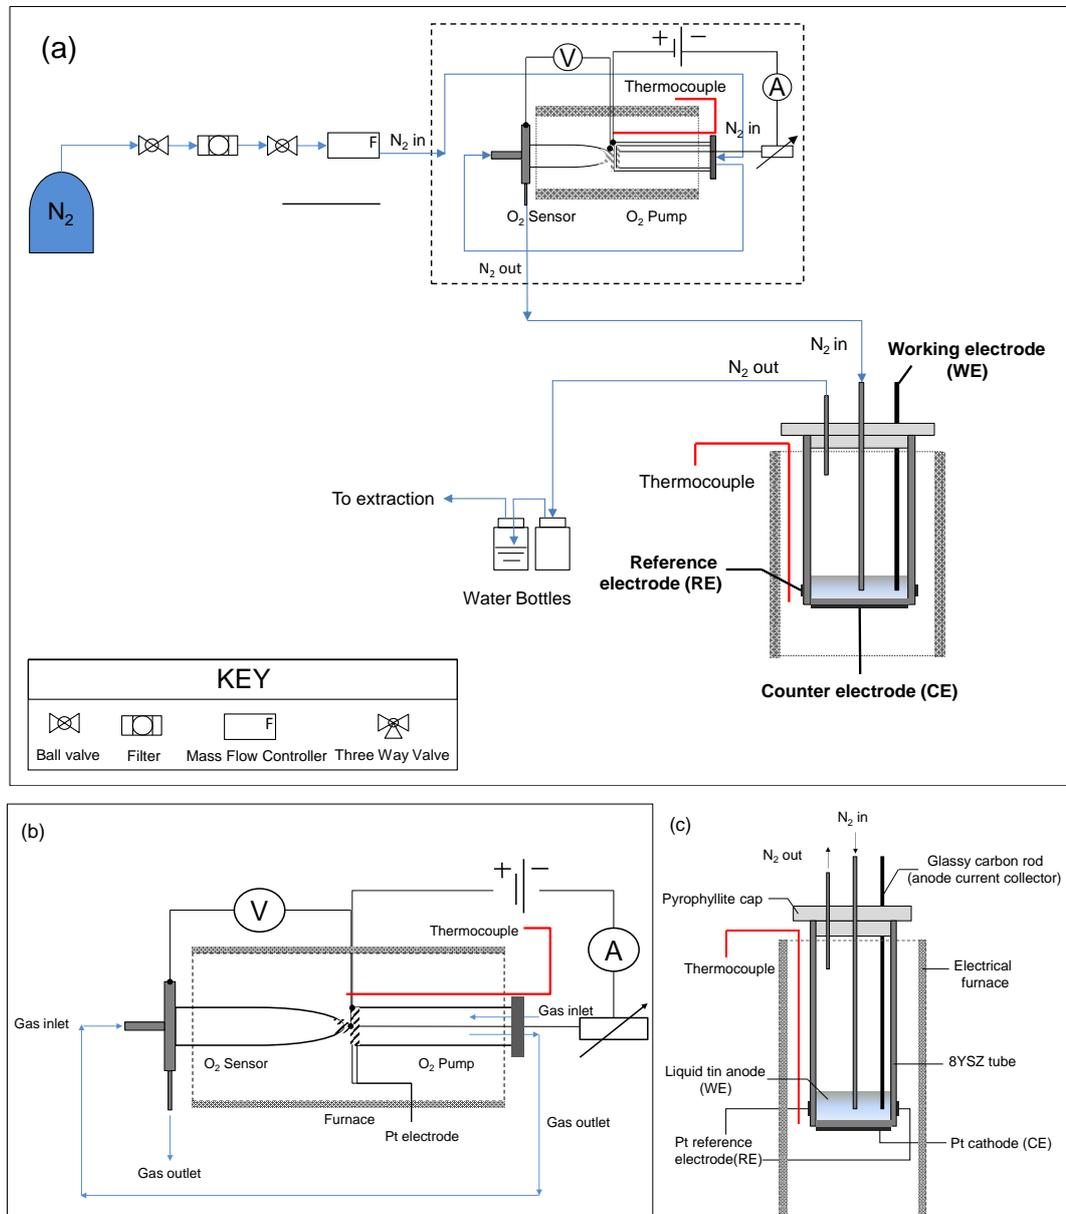 (a)
V
+
−
A
Thermocouple
N2 in
N2 in
F
N2
O2 Sensor
O2 Pump
N2 out
N2 in
N2 out
Working electrode
(WE)
Thermocouple
To extraction
Reference
electrode (RE)
Water Bottles
Counter electrode (CE)
KEY
F
Ball valve
Filter
Mass Flow Controller
Three Way Valve
(b)
+
−
V
A
Thermocouple
Gas inlet
Gas inlet
O2 Sensor
O2 Pump
Furnace
Pt electrode
Gas outlet
Gas outlet
(c)
N2 in
N2 out
Glassy carbon rod
(anode current collector)
Pyrophyllite cap
Thermocouple
Electrical
furnace
Liquid tin anode
(WE)
8YSZ tube
Pt reference
electrode(RE)
Pt cathode (CE)